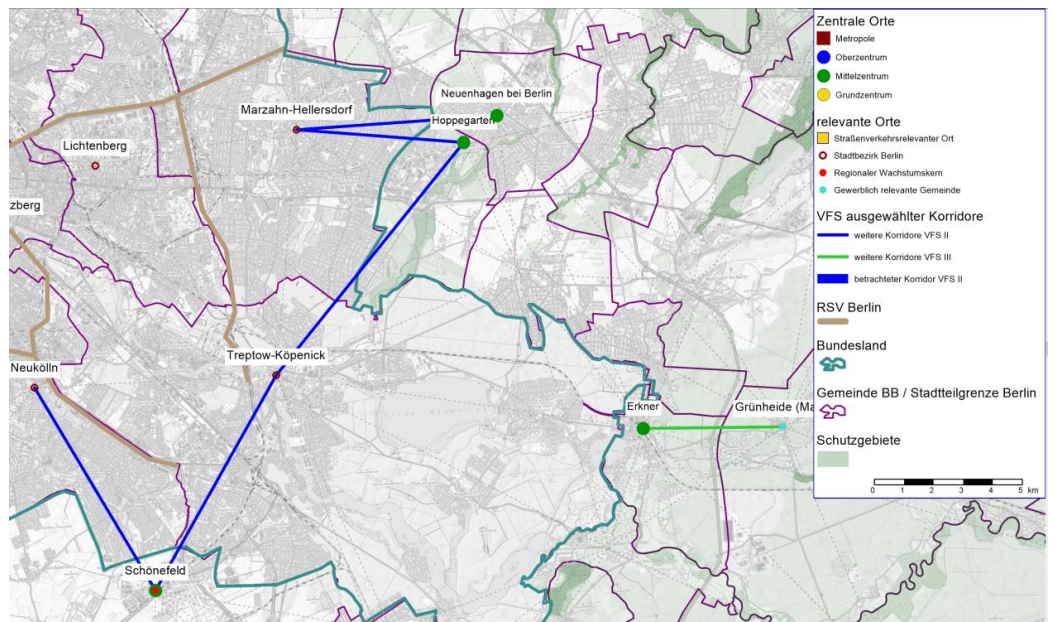 Neuenhagen bei Berlin
Marzahn-Hellersdorf
Hoppegarten
Lichtenberg
zberg
Treptow-Köpenick
Neukölln
Erkner
Grünheide (Ma
Schönefeld
Zentrale Orte
Metropole
Oberzentrum
Mittelzentrum
Grundzentrum
relevante Orte
Straßenverkehrsrelevanter Ort
Stadtbezirk Berlin
Regionaler Wachstumskern
Gewerblich relevante Gemeinde
VFS ausgewählter Korridore
weitere Korridore VFS II
weitere Korridore VFS III
betrachteter Korridor VFS II
RSV Berlin
Bundesland
Gemeinde BB / Stadtteilgrenze Berlin
Schutzgebiete
0 1 2 3 4 5
km